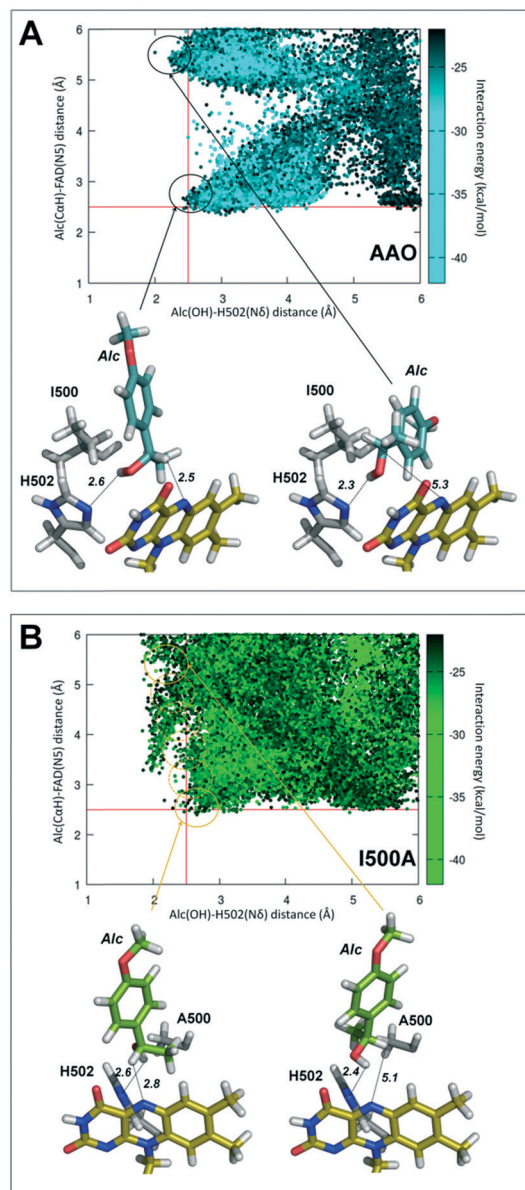 A
6
5
4
3
2
1
Alc(CαH)-FAD(N5) distance (Å)
1 2 3 4 5 6
Alc(OH)-H502(Nδ) distance (Å)
AAO
-25
-30
-35
-40
Interaction energy (kcal/mol)
Alc
I500
H502
2.6
2.5
Alc
I500
H502
2.3
5.3
B
6
5
4
3
2
1
Alc(CαH)-FAD(N5) distance (Å)
1 2 3 4 5 6
Alc(OH)-H502(Nδ) distance (Å)
I500A
-25
-30
-35
-40
Interaction energy (kcal/mol)
Alc
A500
H502
2.6
2.8
Alc
A500
H502
2.4
5.1